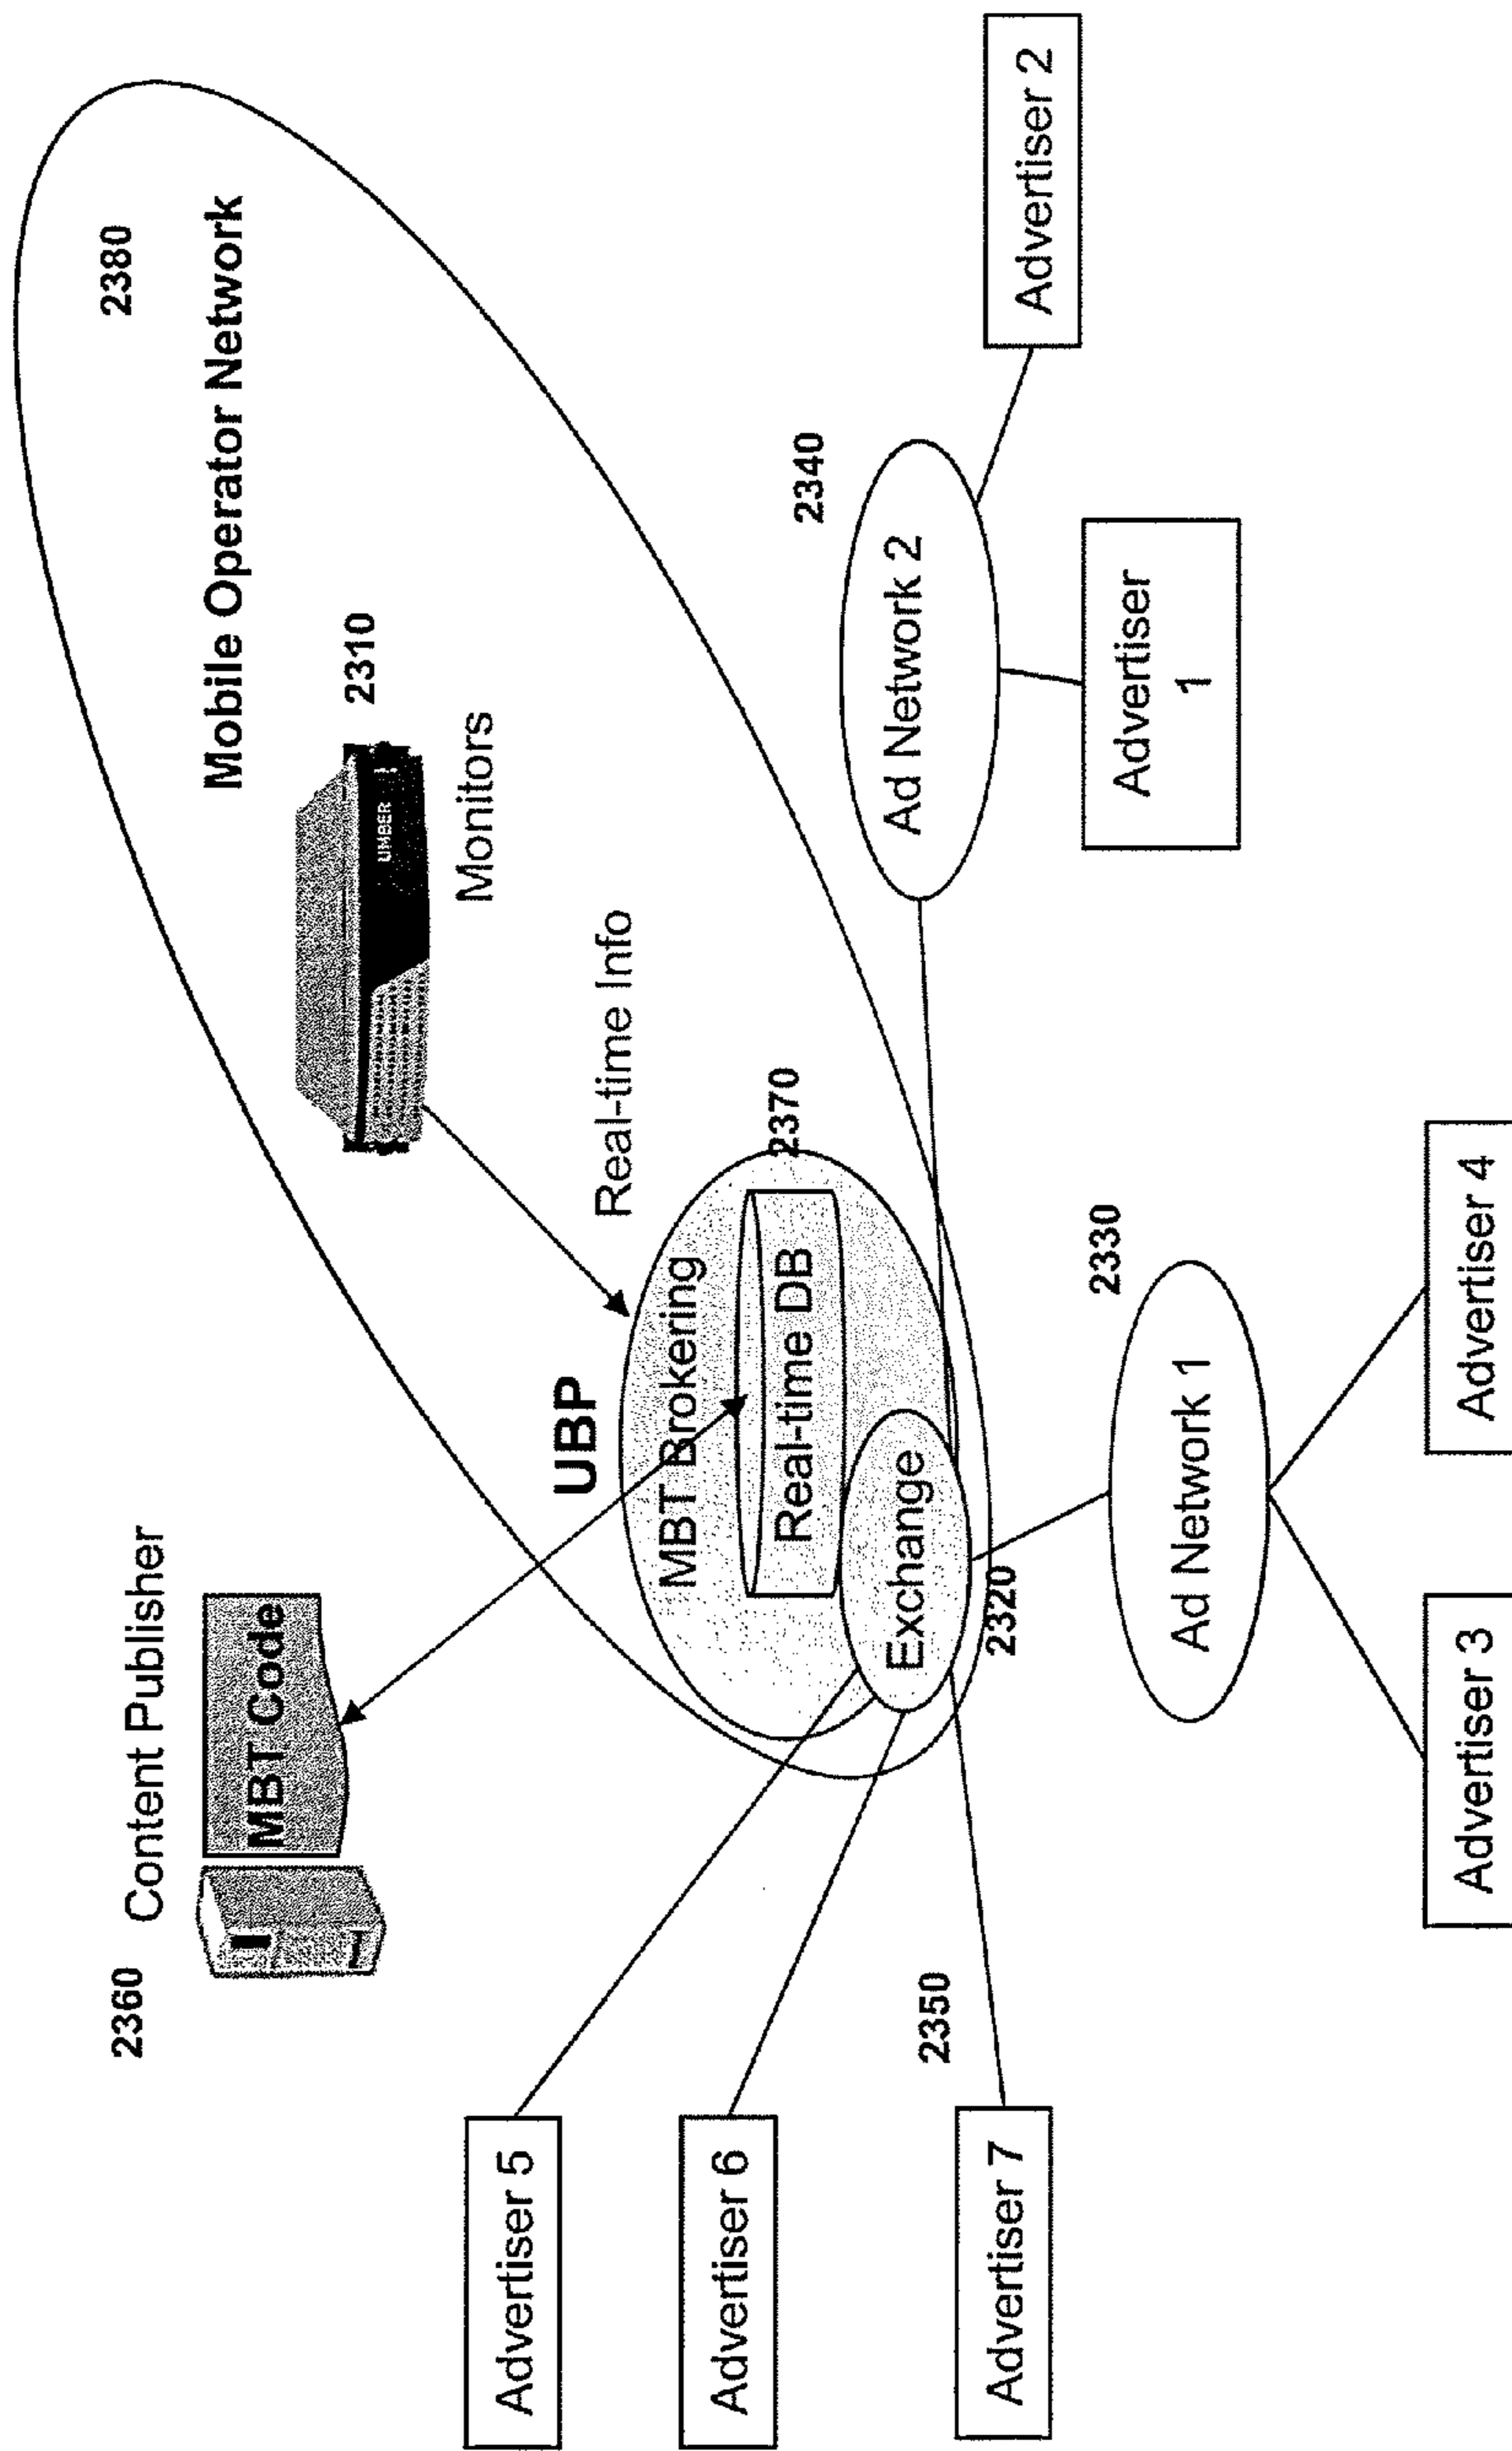 2360
Content Publisher
MBT Code
Mobile Operator Network
2380
2310
UMBER
Monitors
Real-time Info
UBP
MBT Brokering
2370
Real-time DB
Exchange
2320
Advertiser 5
Advertiser 6
2350
Advertiser 7
2340
Ad Network 2
Advertiser 2
Advertiser
1
2330
Ad Network 1
Advertiser 3
Advertiser 4